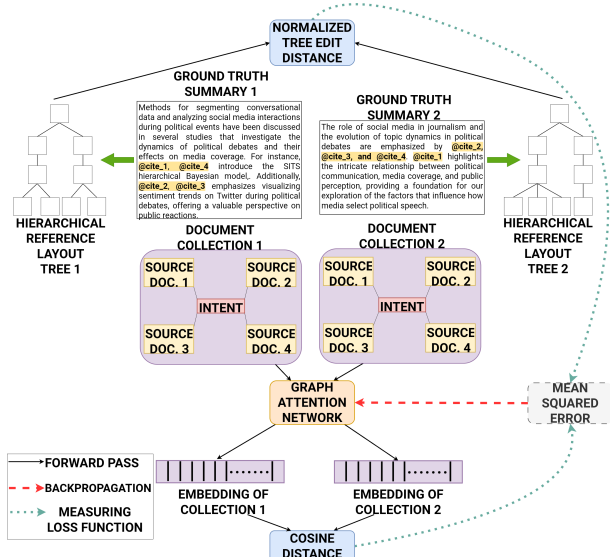 NORMALIZED
TREE EDIT
DISTANCE
GROUND TRUTH
SUMMARY 1
Methods for segmenting conversational
data and analyzing social media interactions
during political events have been discussed
in several studies that investigate the
dynamics of political debates and their
effects on media coverage. For instance,
@cite_1, @cite_4 introduce the SITS
hierarchical Bayesian model,. Additionally,
@cite_2, @cite_3 emphasizes visualizing
sentiment trends on Twitter during political
debates, offering a valuable perspective on
public reactions.
GROUND TRUTH
SUMMARY 2
The role of social media in journalism and
the evolution of topic dynamics in political
debates are emphasized by @cite_2,
@cite_3, and @cite_4. @cite_1 highlights
the intricate relationship between political
communication, media coverage, and public
perception, providing a foundation for our
exploration of the factors that influence how
media select political speech.
HIERARCHICAL
REFERENCE
LAYOUT
TREE 1
HIERARCHICAL
REFERENCE
LAYOUT
TREE 2
DOCUMENT
COLLECTION 1
SOURCE
DOC. 1
SOURCE
DOC. 2
INTENT
SOURCE
DOC. 3
SOURCE
DOC. 4
DOCUMENT
COLLECTION 2
SOURCE
DOC. 1
SOURCE
DOC. 2
INTENT
SOURCE
DOC. 3
SOURCE
DOC. 4
GRAPH
ATTENTION
NETWORK
MEAN
SQUARED
ERROR
EMBEDDING OF
COLLECTION 1
EMBEDDING OF
COLLECTION 2
COSINE
DISTANCE
FORWARD PASS
BACKPROPAGATION
MEASURING
LOSS FUNCTION